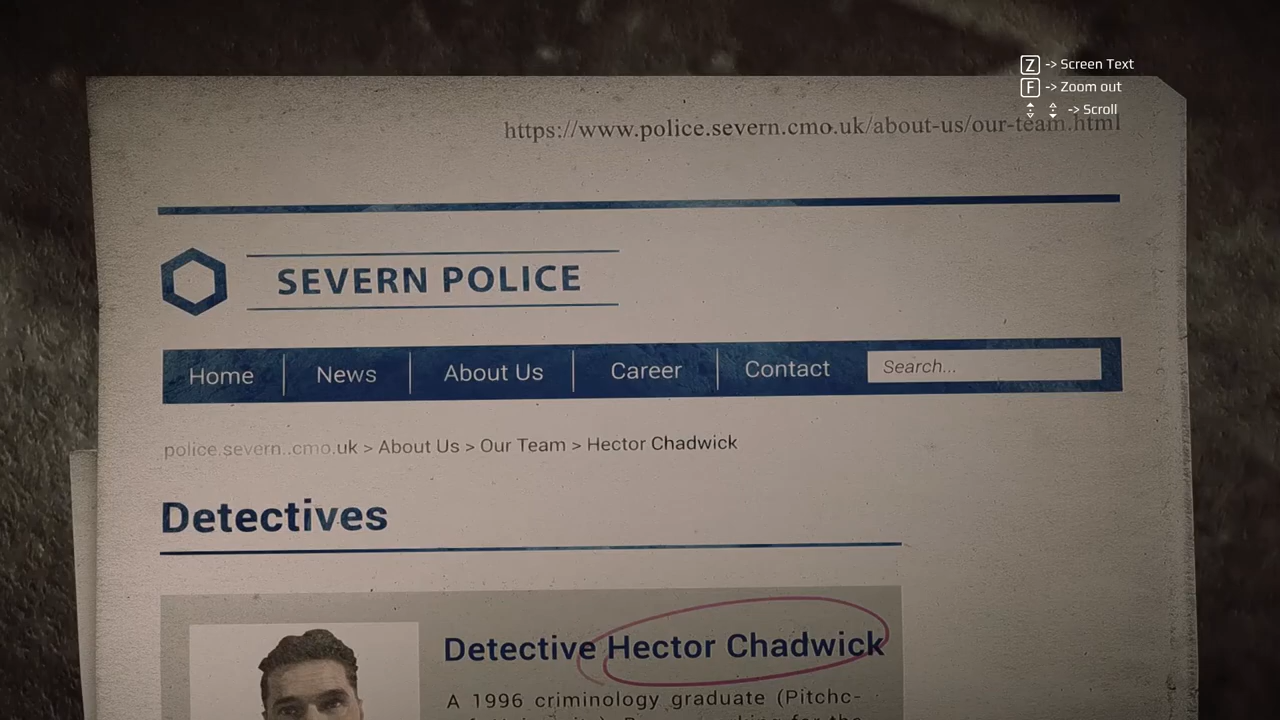 Z -> Screen Text
F -> Zoom out
-> Scroll
https://www.police.severn.cmo.uk/about-us/our-team.html
SEVERN POLICE
Home News About Us Career Contact Search...
police.severn..cmo.uk > About Us > Our Team > Hector Chadwick
Detectives
Detective Hector Chadwick
A 1996 criminology graduate (Pitchc-